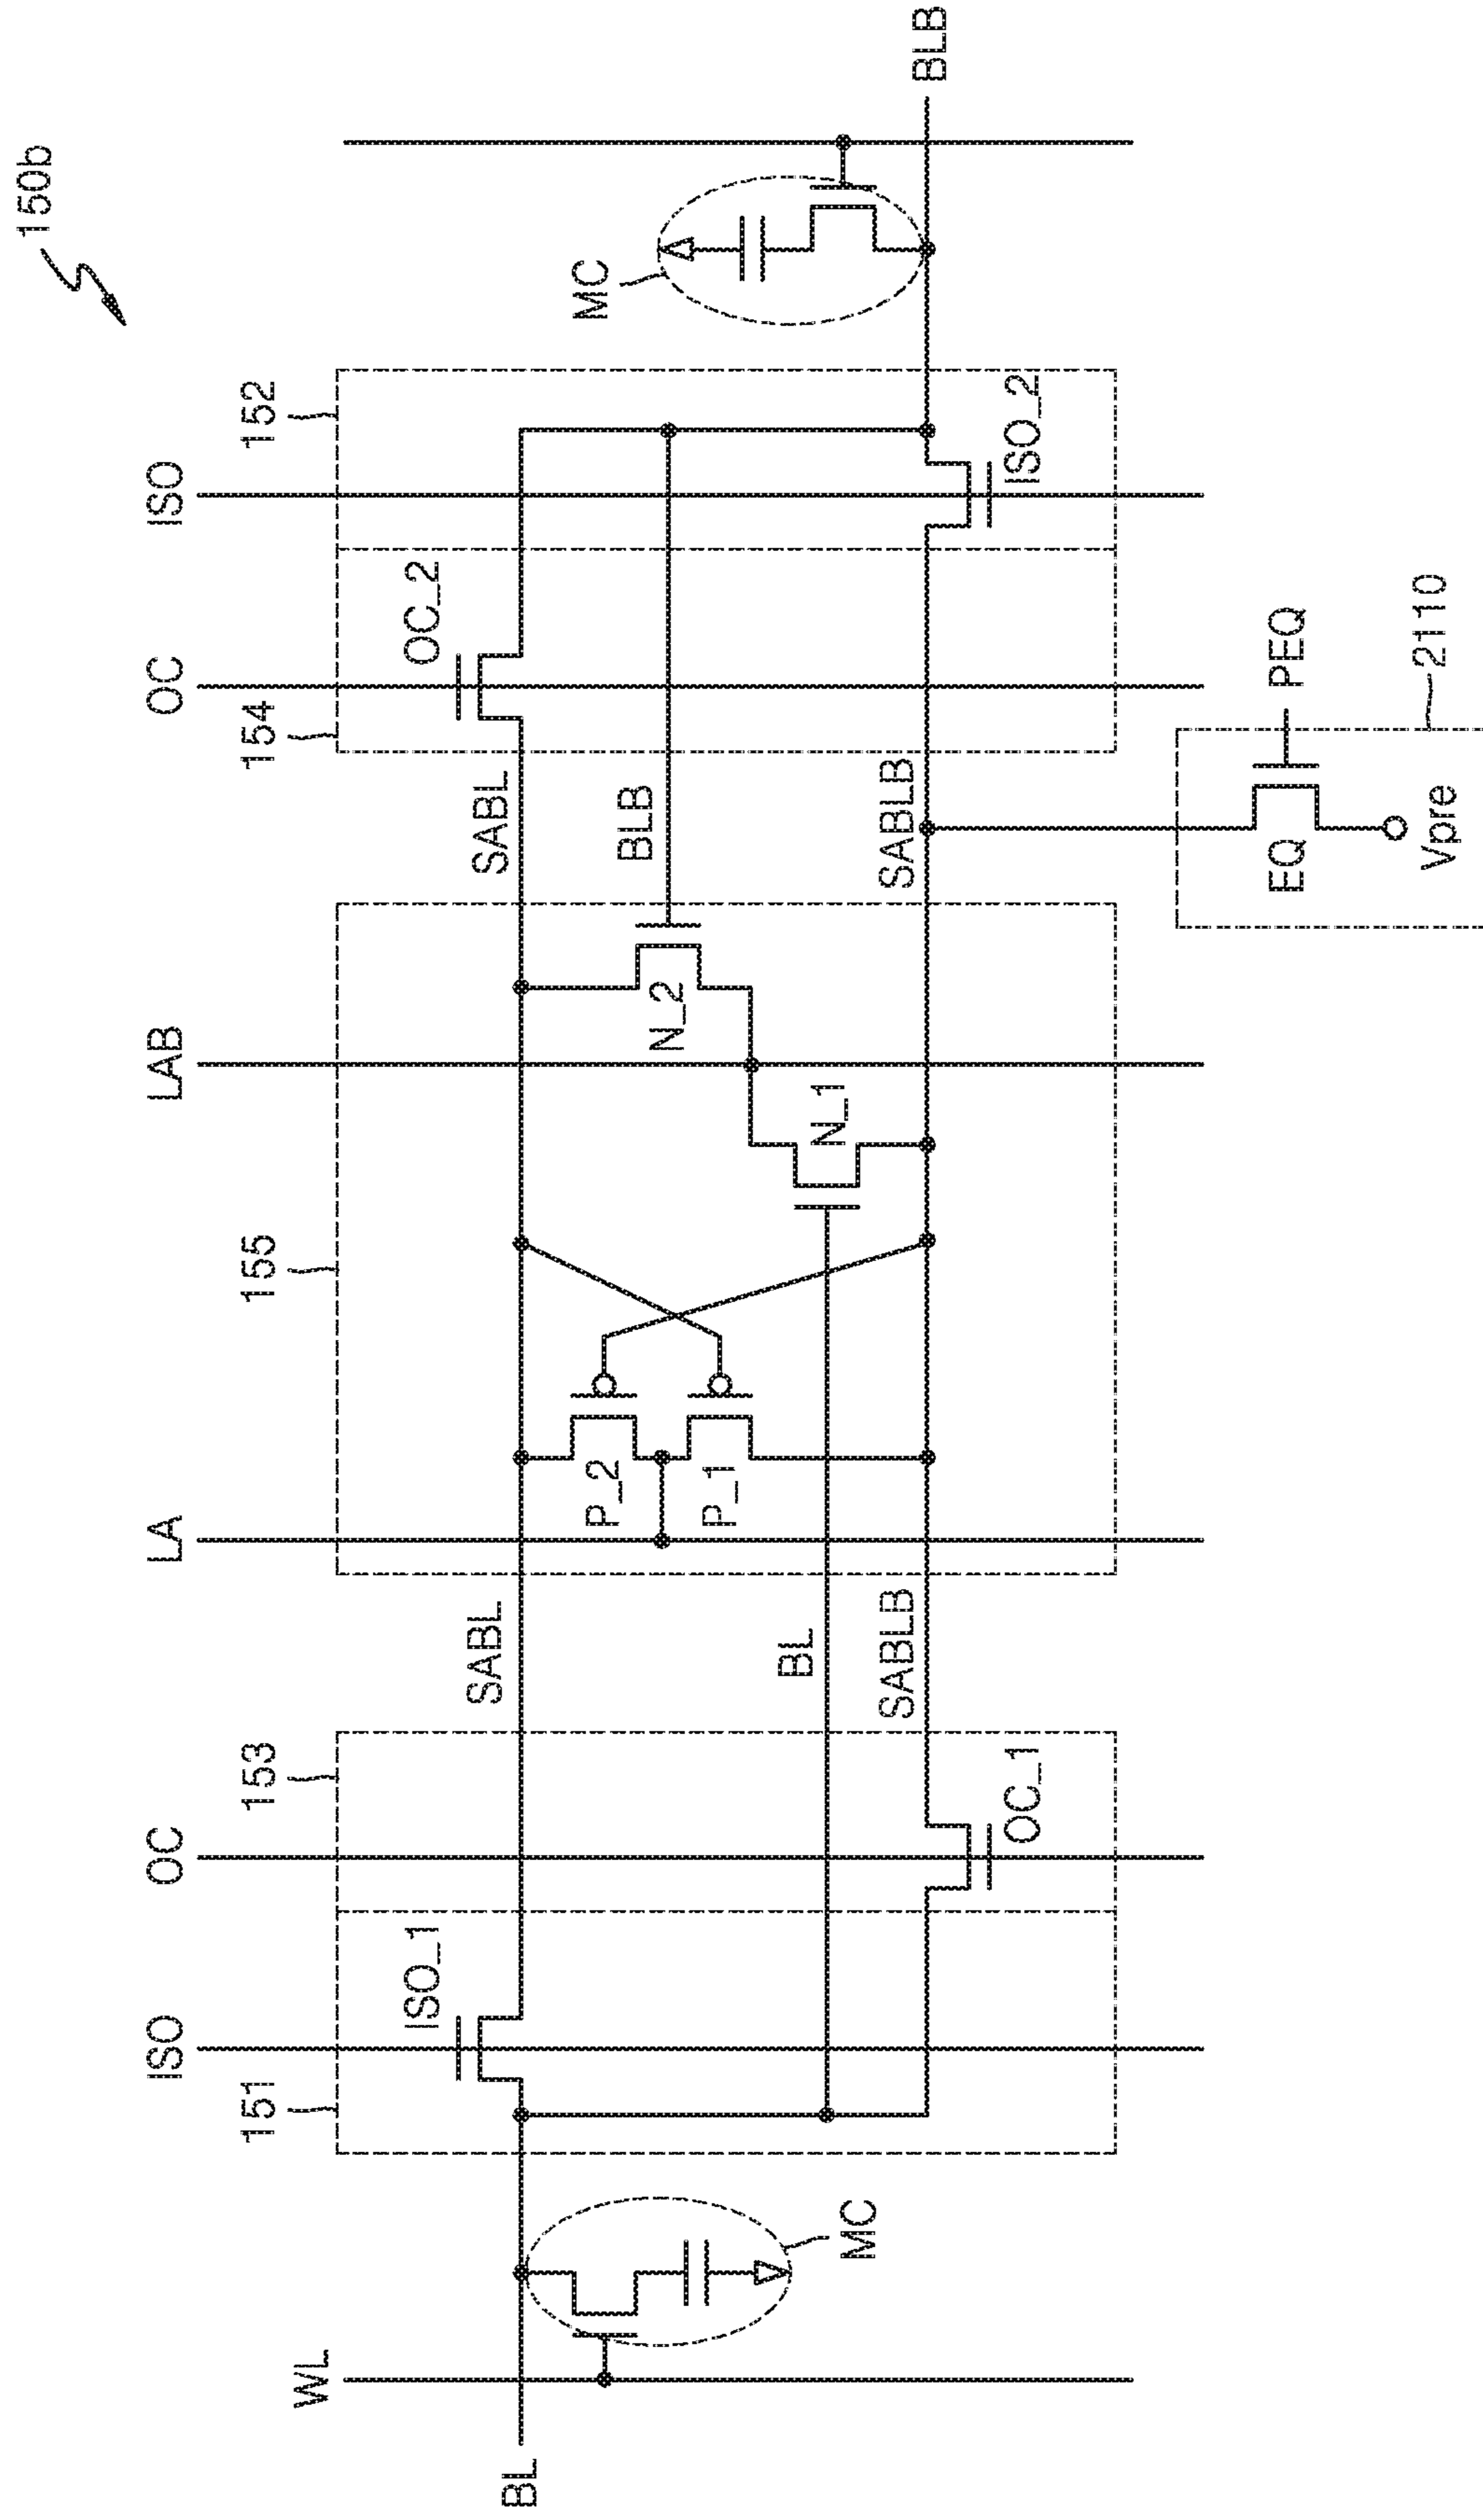 150b
ISO
OC
LA
LAB
OC
ISO
151
153
155
154
152
WL
ISO_1
OC_2
BL
SABL
SABL
BLB
MC
P_2
P_1
N_2
N_1
BL
MC
SABLB
SABLB
BLB
OC_1
ISO_2
EQ
PEQ
Vpre
2110